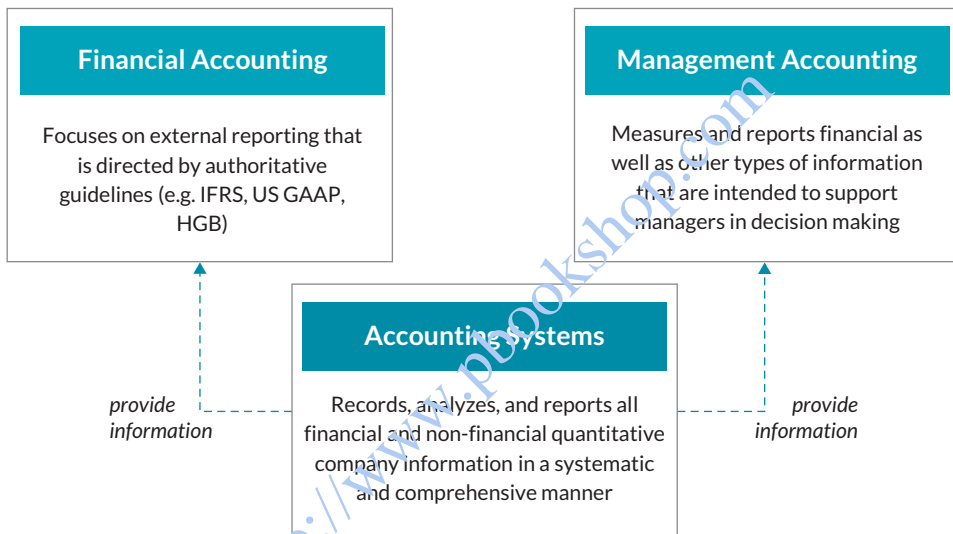 Financial Accounting
Focuses on external reporting that
is directed by authoritative
guidelines (e.g. IFRS, US GAAP,
HGB)
Management Accounting
Measures and reports financial as
well as other types of information
that are intended to support
managers in decision making
Accounting Systems
Records, analyzes, and reports all
financial and non-financial quantitative
company information in a systematic
and comprehensive manner
provide
information
provide
information
://www.pbookshop.com